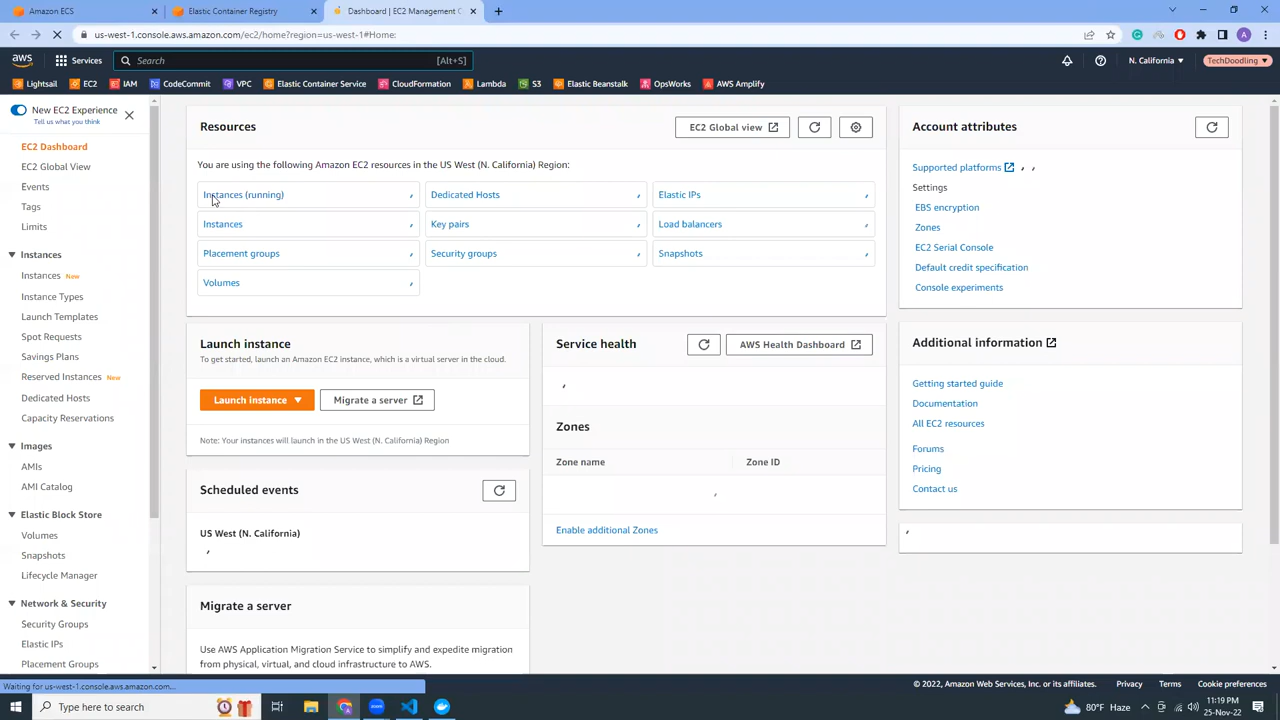 Amazon ECS
Elastic Container Registry
Dashboard | EC2 Management C
us-west-1.console.aws.amazon.com/ec2/home?region=us-west-1#Home:
aws
Services
Search
[Alt+S]
N. California
TechDoodling
Lightsail
EC2
IAM
CodeCommit
VPC
Elastic Container Service
CloudFormation
Lambda
S3
Elastic Beanstalk
OpsWorks
AWS Amplify
New EC2 Experience
Tell us what you think
EC2 Dashboard
EC2 Global View
Events
Tags
Limits
Instances
Instances New
Instance Types
Launch Templates
Spot Requests
Savings Plans
Reserved Instances New
Dedicated Hosts
Capacity Reservations
Images
AMIs
AMI Catalog
Elastic Block Store
Volumes
Snapshots
Lifecycle Manager
Network & Security
Security Groups
Elastic IPs
Placement Groups
Resources
EC2 Global view
You are using the following Amazon EC2 resources in the US West (N. California) Region:
Instances (running)
Dedicated Hosts
Elastic IPs
Instances
Key pairs
Load balancers
Placement groups
Security groups
Snapshots
Volumes
Launch instance
To get started, launch an Amazon EC2 instance, which is a virtual server in the cloud.
Launch instance
Migrate a server
Note: Your instances will launch in the US West (N. California) Region
Scheduled events
US West (N. California)
Migrate a server
Use AWS Application Migration Service to simplify and expedite migration
from physical, virtual, and cloud infrastructure to AWS.
Service health
AWS Health Dashboard
Zones
Zone name
Zone ID
Enable additional Zones
Account attributes
Supported platforms
Settings
EBS encryption
Zones
EC2 Serial Console
Default credit specification
Console experiments
Additional information
Getting started guide
Documentation
All EC2 resources
Forums
Pricing
Contact us
Waiting for us-west-1.console.aws.amazon.com...
© 2022, Amazon Web Services, Inc. or its affiliates.
Privacy
Terms
Cookie preferences
Type here to search
80°F Haze
11:19 PM
25-Nov-22